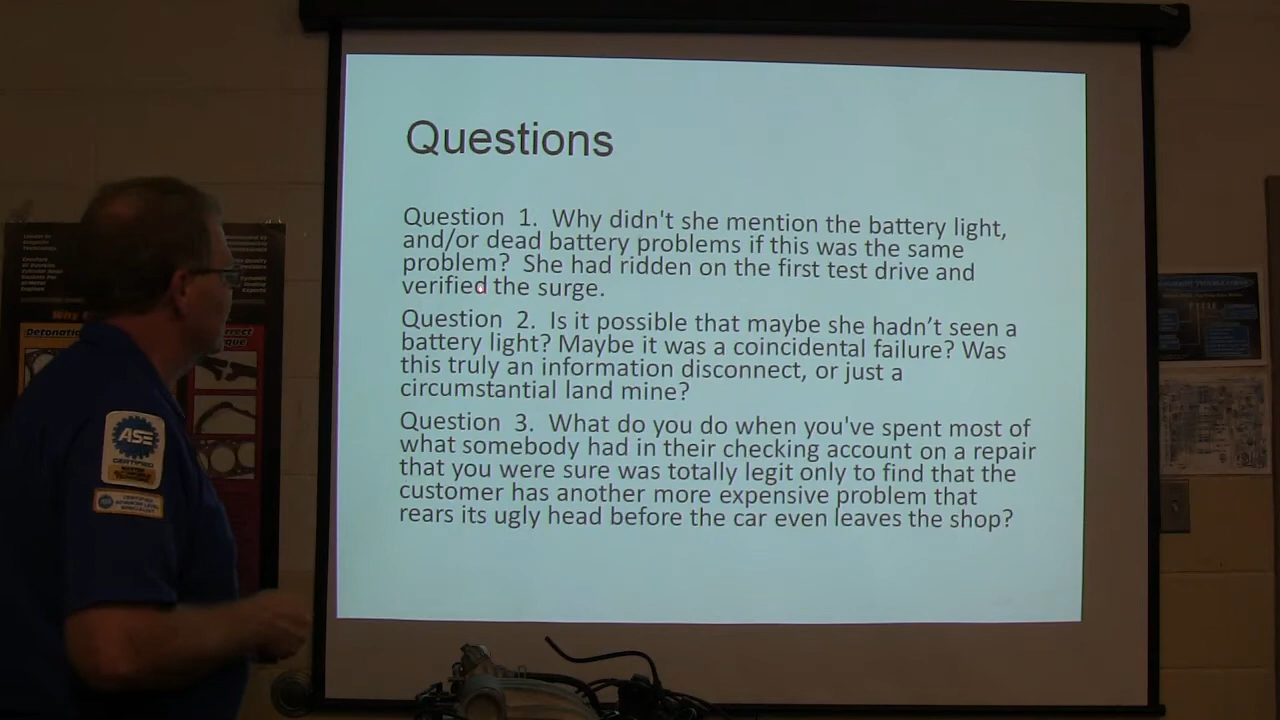 Questions
Question 1. Why didn't she mention the battery light,
and/or dead battery problems if this was the same
problem? She had ridden on the first test drive and
verified the surge.
Question 2. Is it possible that maybe she hadn't seen a
battery light? Maybe it was a coincidental failure? Was
this truly an information disconnect, or just a
circumstantial land mine?
Question 3. What do you do when you've spent most of
what somebody had in their checking account on a repair
that you were sure was totally legit only to find that the
customer has another more expensive problem that
rears its ugly head before the car even leaves the shop?
ASE
CERTIFIED